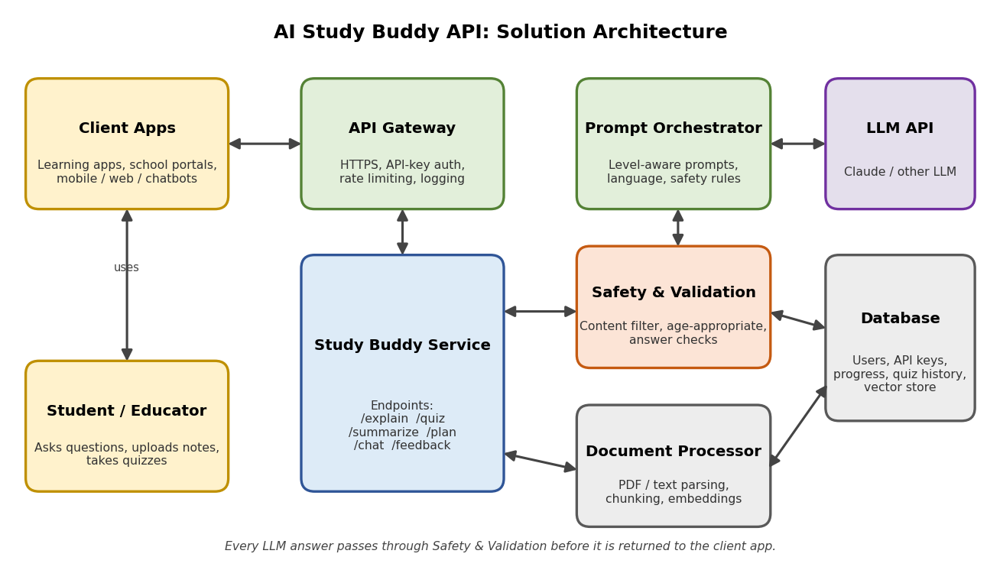 AI Study Buddy API: Solution Architecture
Client Apps
Learning apps, school portals,
mobile / web / chatbots
API Gateway
HTTPS, API-key auth,
rate limiting, logging
Prompt Orchestrator
Level-aware prompts,
language, safety rules
LLM API
Claude / other LLM
uses
Student / Educator
Asks questions, uploads notes,
takes quizzes
Study Buddy Service
Endpoints:
/explain  /quiz
/summarize  /plan
/chat  /feedback
Safety & Validation
Content filter, age-appropriate,
answer checks
Document Processor
PDF / text parsing,
chunking, embeddings
Database
Users, API keys,
progress, quiz history,
vector store
Every LLM answer passes through Safety & Validation before it is returned to the client app.